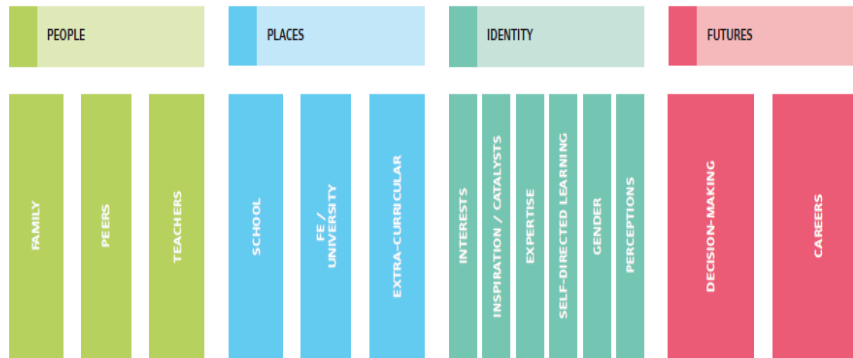 PEOPLE
PLACES
IDENTITY
FUTURES
FAMILY
PEERS
TEACHERS
SCHOOL
FE /
UNIVERSITY
EXTRA-CURRICULAR
INTERESTS
INSPIRATION / CATALYSTS
EXPERTISE
SELF-DIRECTED LEARNING
GENDER
PERCEPTIONS
DECISION-MAKING
CAREERS